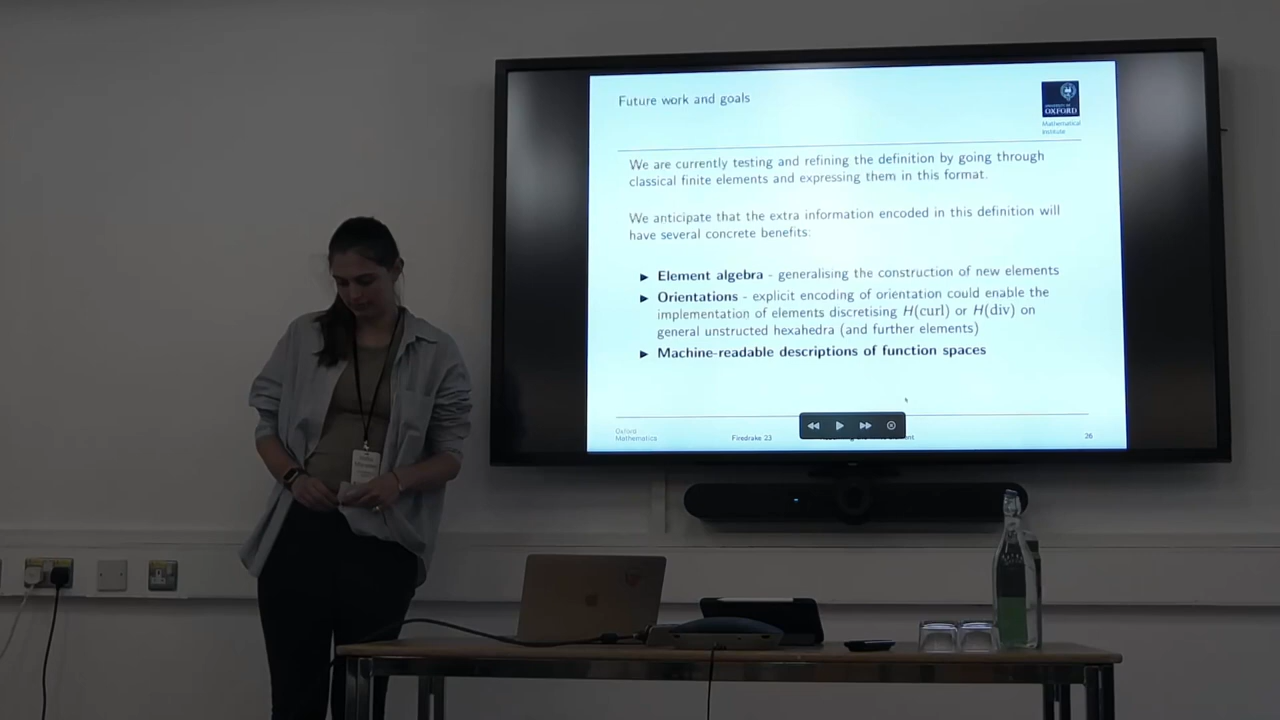 Future work and goals
UNIVERSITY OF
OXFORD
Mathematical
Institute
We are currently testing and refining the definition by going through
classical finite elements and expressing them in this format.
We anticipate that the extra information encoded in this definition will
have several concrete benefits:
► Element algebra - generalising the construction of new elements
► Orientations - explicit encoding of orientation could enable the
implementation of elements discretising H(curl) or H(div) on
general unstructed hexahedra (and further elements)
► Machine-readable descriptions of function spaces
Oxford
Mathematics
Firedrake 23
26